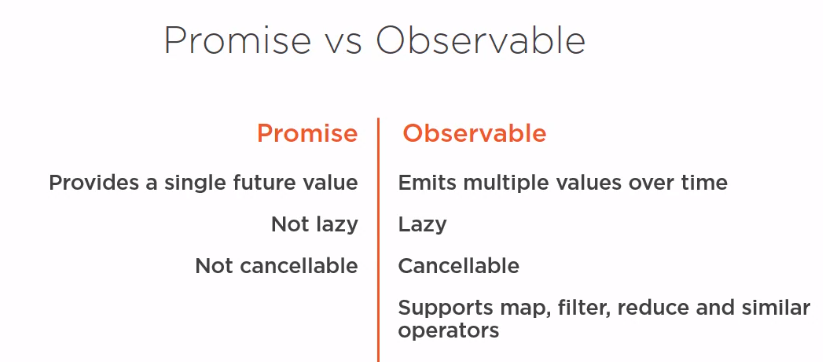 Promise vs Observable
Promise
Observable
Provides a single future value
Emits multiple values over time
Not lazy
Lazy
Not cancellable
Cancellable
Supports map, filter, reduce and similar
operators